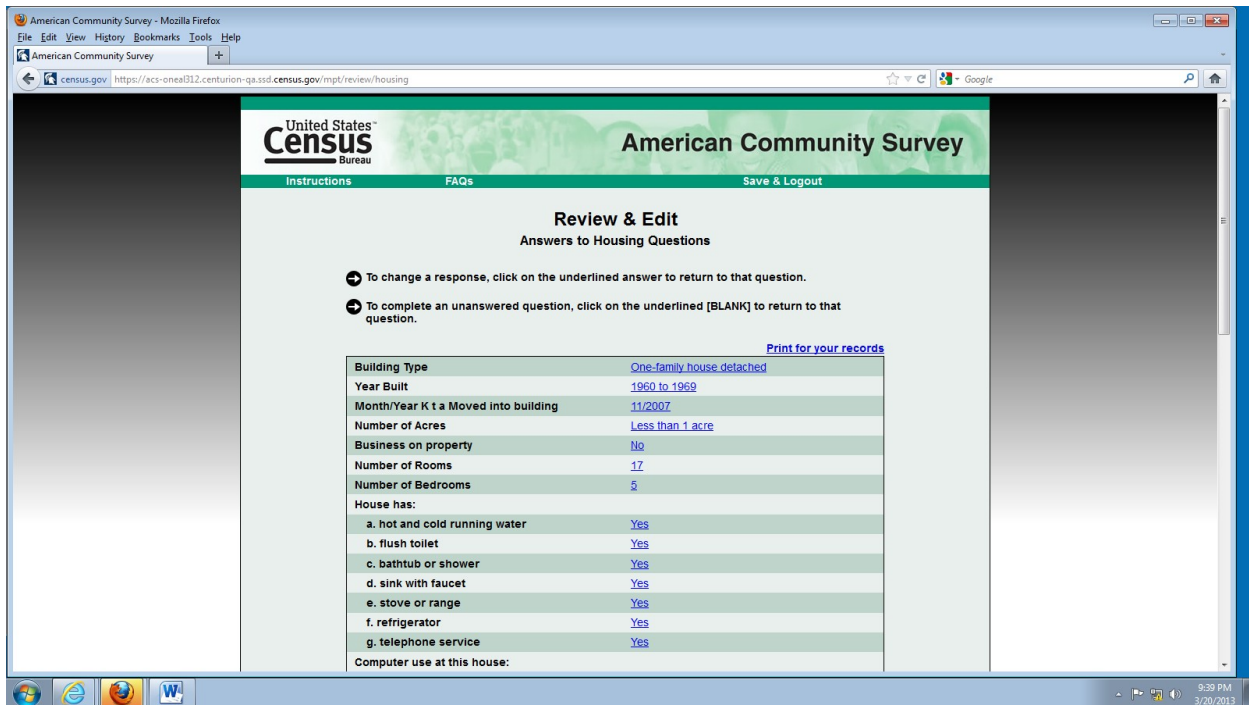 American Community Survey - Mozilla Firefox
File Edit View History Bookmarks Tools Help
American Community Survey +
census.gov https://acs-oneal312.centurion-qa.ssd.census.gov/mpt/review/housing Google
United States™
Census
Bureau
American Community Survey
Instructions FAQs Save & Logout
Review & Edit
Answers to Housing Questions
To change a response, click on the underlined answer to return to that question.
To complete an unanswered question, click on the underlined [BLANK] to return to that
question.
Print for your records
Building Type One-family house detached
Year Built 1960 to 1969
Month/Year K t a Moved into building 11/2007
Number of Acres Less than 1 acre
Business on property No
Number of Rooms 17
Number of Bedrooms 5
House has:
a. hot and cold running water Yes
b. flush toilet Yes
c. bathtub or shower Yes
d. sink with faucet Yes
e. stove or range Yes
f. refrigerator Yes
g. telephone service Yes
Computer use at this house:
9:39 PM
3/20/2013